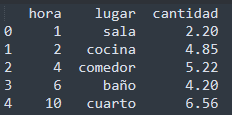 hora lugar cantidad
0 1 sala 2.20
1 2 cocina 4.85
2 4 comedor 5.22
3 6 baño 4.20
4 10 cuarto 6.56